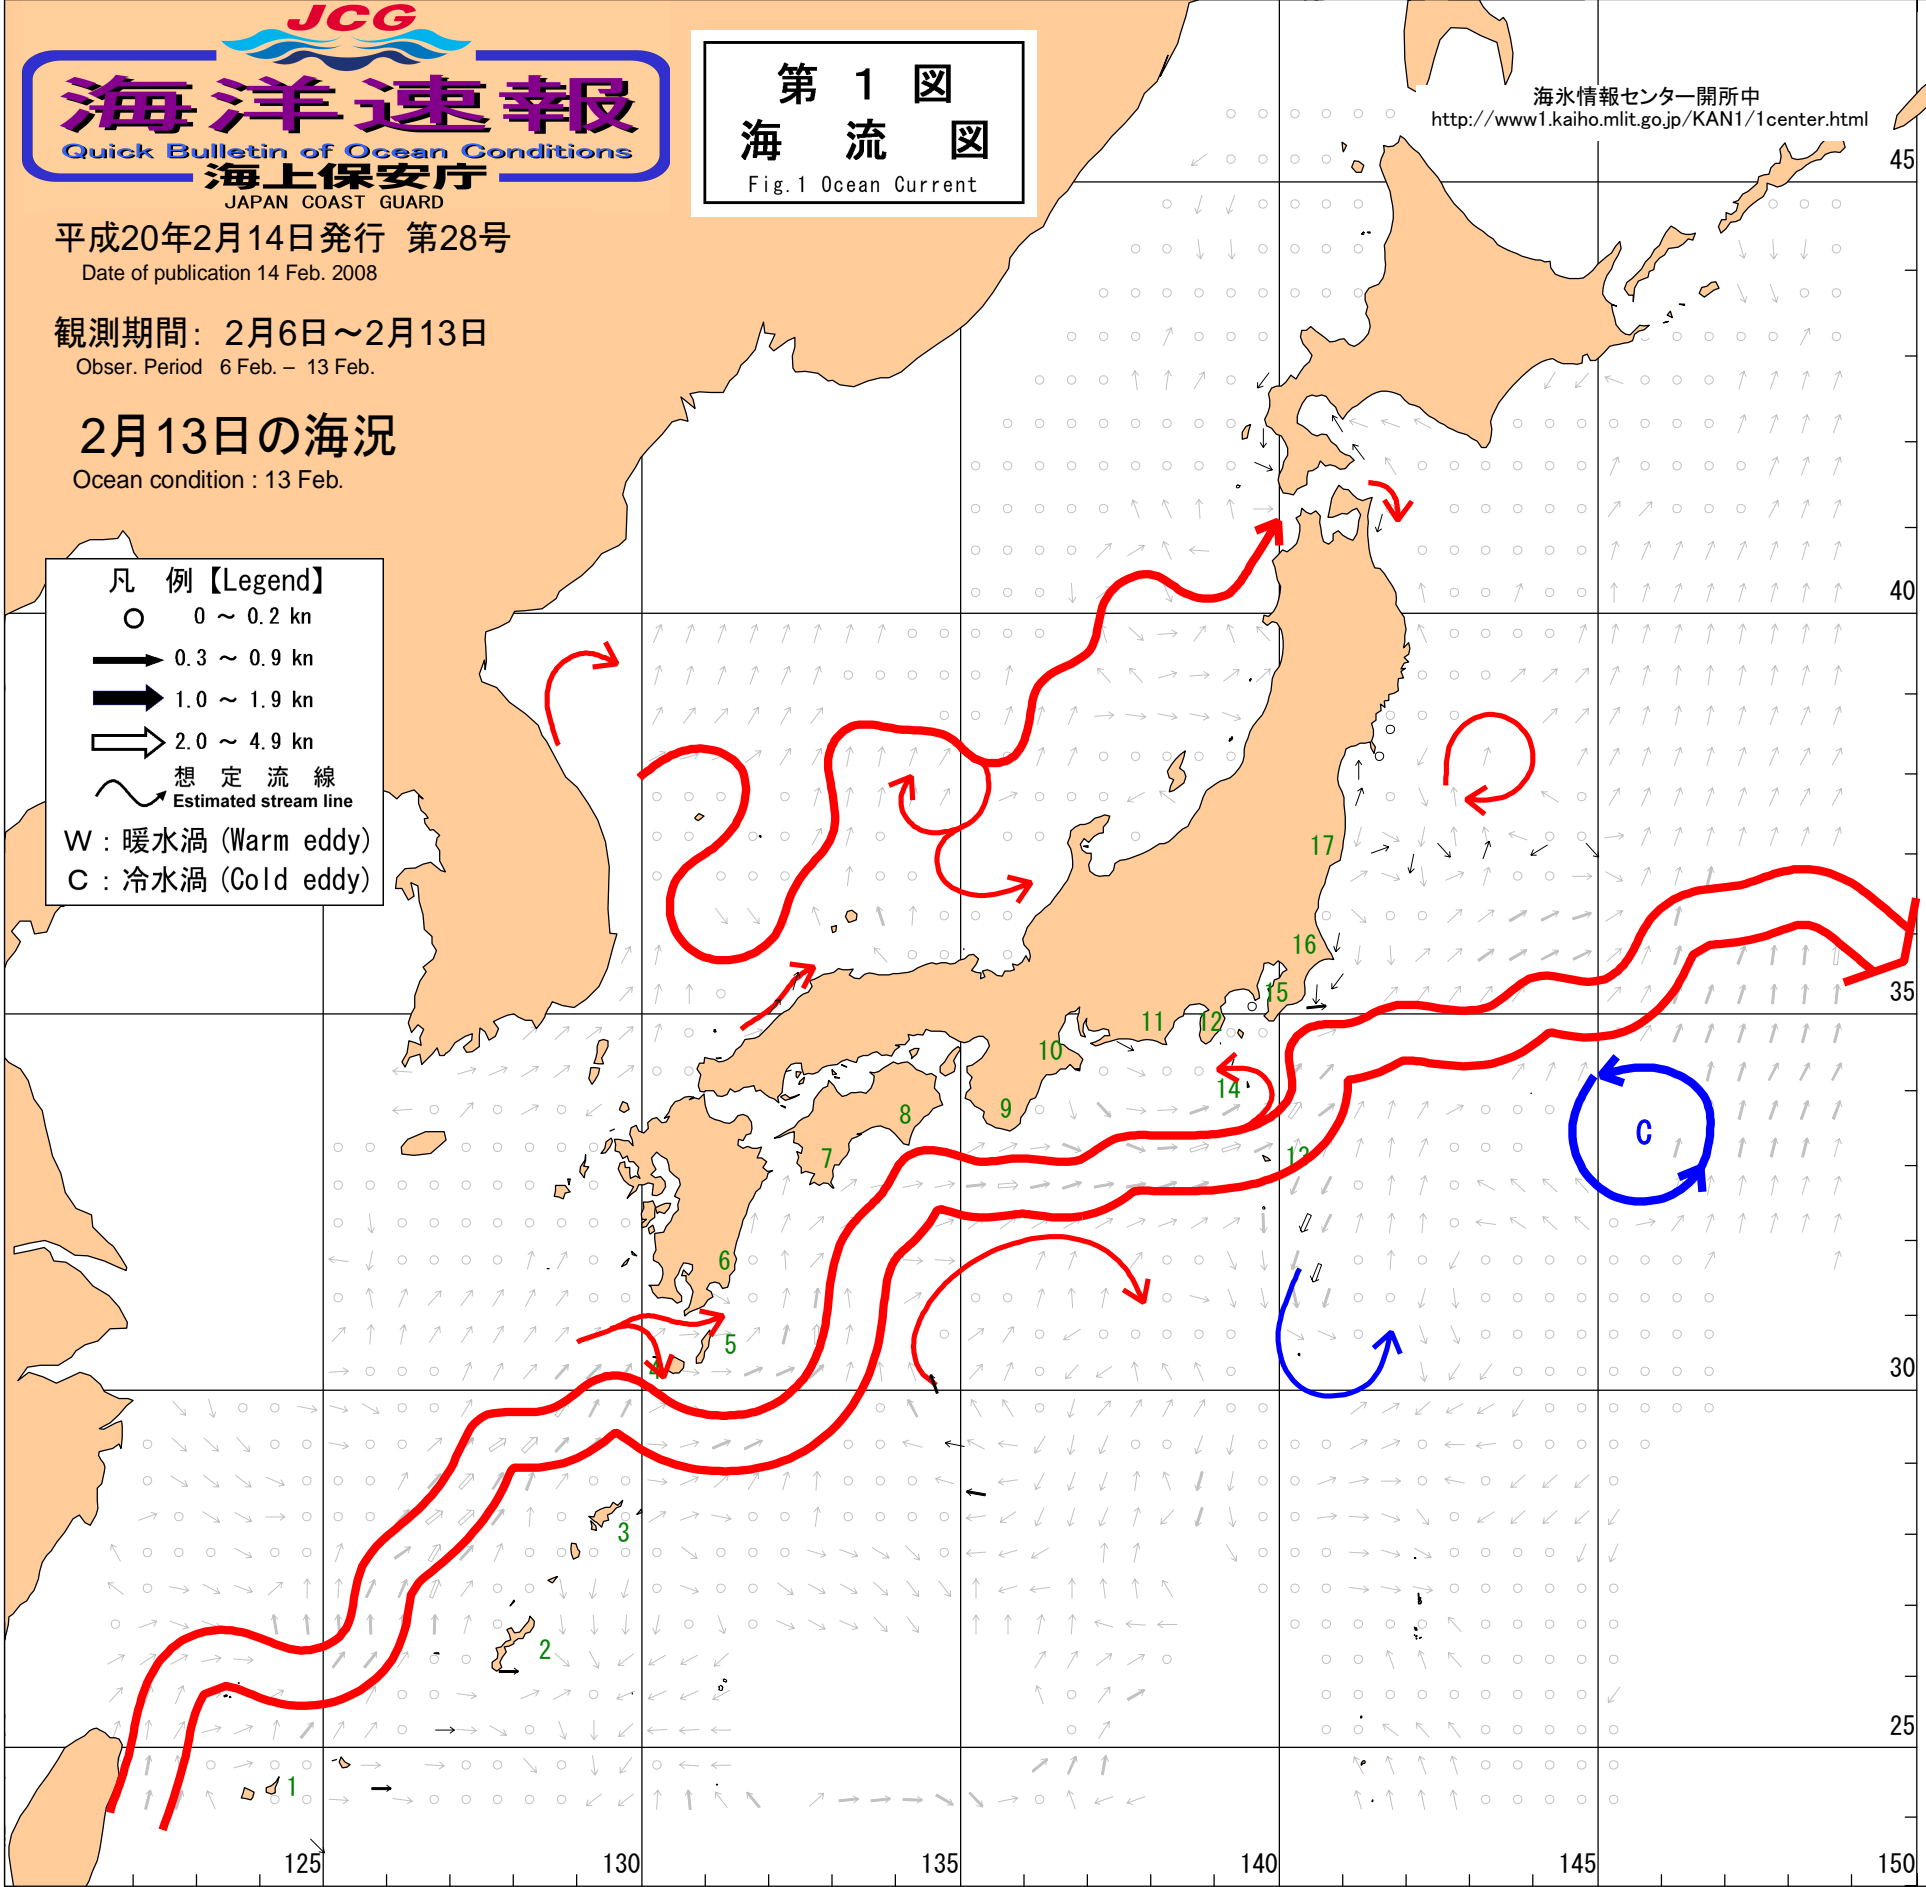 JCG
海洋速報
Quick Bulletin of Ocean Conditions
海上保安庁
JAPAN COAST GUARD
平成20年2月14日発行 第28号
Date of publication 14 Feb. 2008
観測期間: 2月6日～2月13日
Obser. Period 6 Feb. – 13 Feb.
2月13日の海況
Ocean condition : 13 Feb.
第 1 図
海 流 図
Fig.1 Ocean Current
海氷情報センター開所中
http://www1.kaiho.mlit.go.jp/KAN1/1center.html
凡 例【Legend】
0 ～ 0.2 kn
0.3 ～ 0.9 kn
1.0 ～ 1.9 kn
2.0 ～ 4.9 kn
想 定 流 線
Estimated stream line
W : 暖水渦 (Warm eddy)
C : 冷水渦 (Cold eddy)
45
40
17
16
35
15
12
11
10
14
9
8
C
13
7
6
5
4
30
3
2
25
1
125
130
135
140
145
150